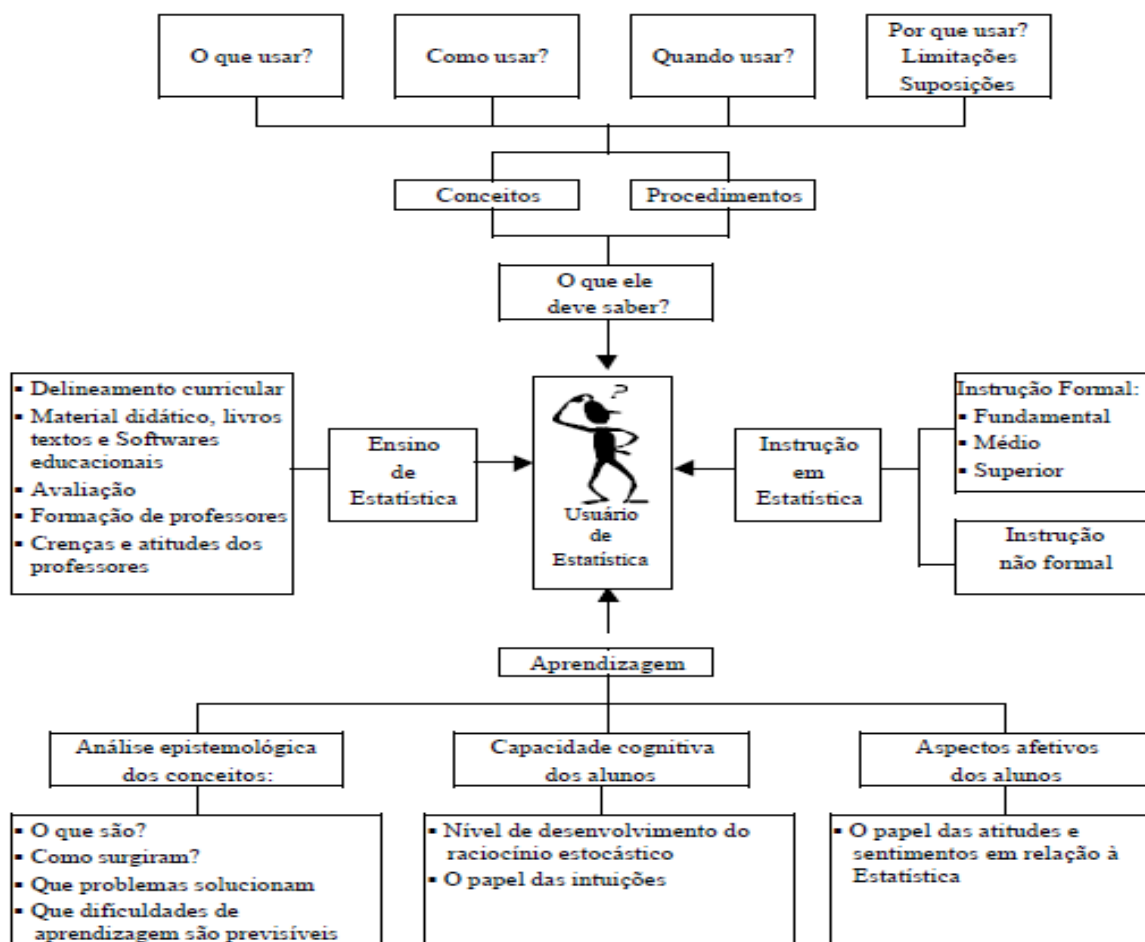 O que usar?
Como usar?
Quando usar?
Por que usar?
Limitações
Suposições
Conceitos
Procedimentos
O que ele
deve saber?
▪ Delineamento curricular
▪ Material didático, livros
textos e Softwares
educacionais
▪ Avaliação
▪ Formação de professores
▪ Crenças e atitudes dos
professores
Ensino
de
Estatística
?
Usuário
de
Estatística
Instrução
em
Estatística
Instrução Formal:
▪ Fundamental
▪ Médio
▪ Superior
Instrução
não formal
Aprendizagem
Análise epistemológica
dos conceitos:
▪ O que são?
▪ Como surgiram?
▪ Que problemas solucionam
▪ Que dificuldades de
aprendizagem são previsíveis
Capacidade cognitiva
dos alunos
▪ Nível de desenvolvimento do
raciocínio estocástico
▪ O papel das intuições
Aspectos afetivos
dos alunos
▪ O papel das atitudes e
sentimentos em relação à
Estatística